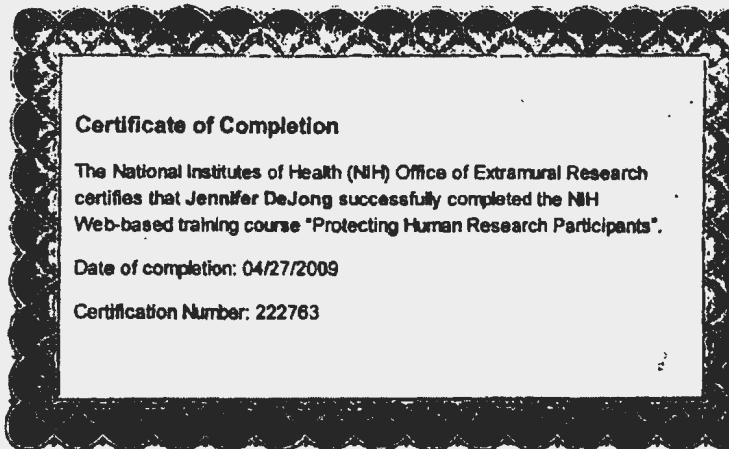 Certificate of Completion
The National Institutes of Health (NIH) Office of Extramural Research
certifies that Jennifer DeJong successfully completed the NIH
Web-based training course "Protecting Human Research Participants".
Date of completion: 04/27/2009
Certification Number: 222763